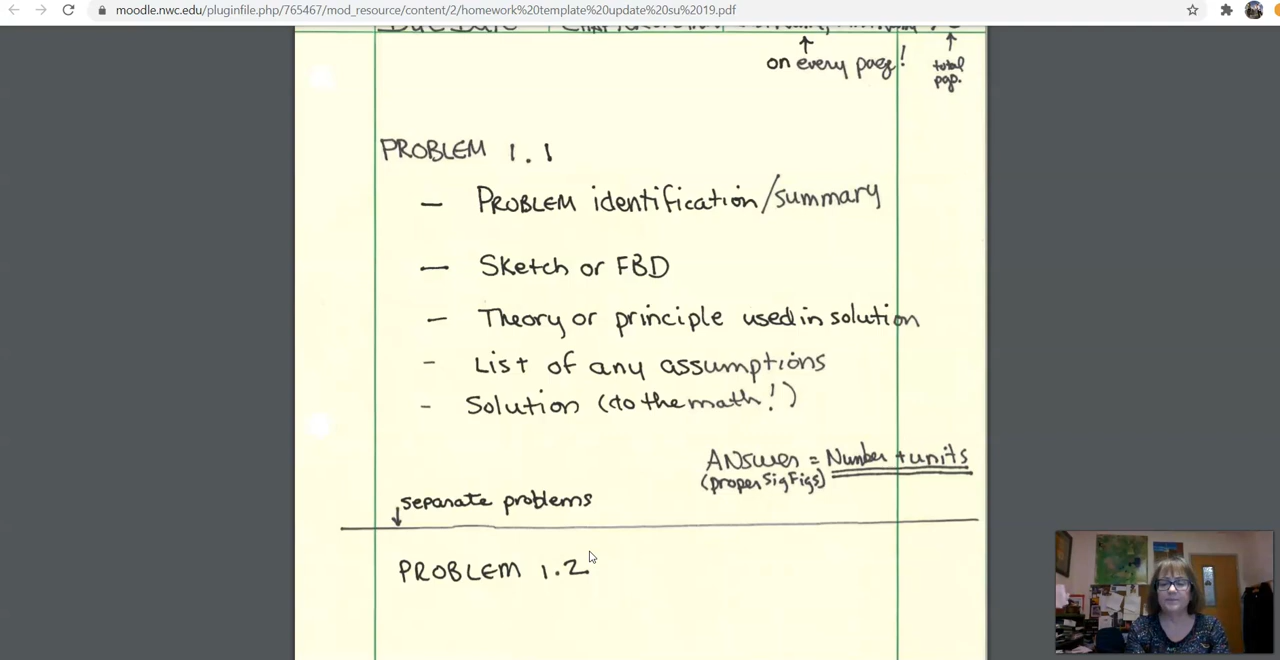 moodle.nwc.edu/pluginfile.php/765467/mod_resource/content/2/homework%20template%20update%20su%2019.pdf
on every page!
total
pap.
PROBLEM 1.1
— PROBLEM identification/summary
— Sketch or FBD
— Theory or principle used in solution
- List of any assumptions
- Solution (do the math!)
ANSWER = Number + units
(proper Sig Figs)
separate problems
PROBLEM 1.2